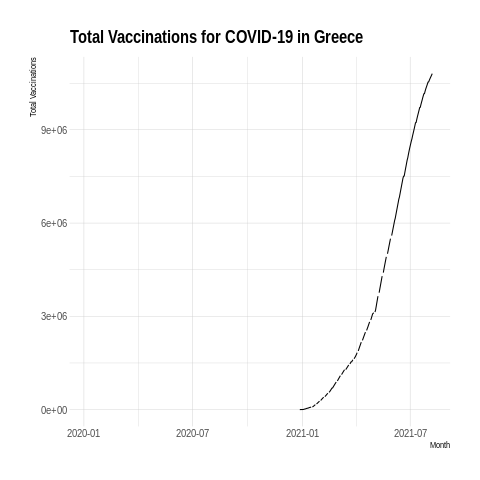 Total Vaccinations for COVID-19 in Greece
Total Vaccinations
9e+06
6e+06
3e+06
0e+00
2020-01 2020-07 2021-01 2021-07
Month